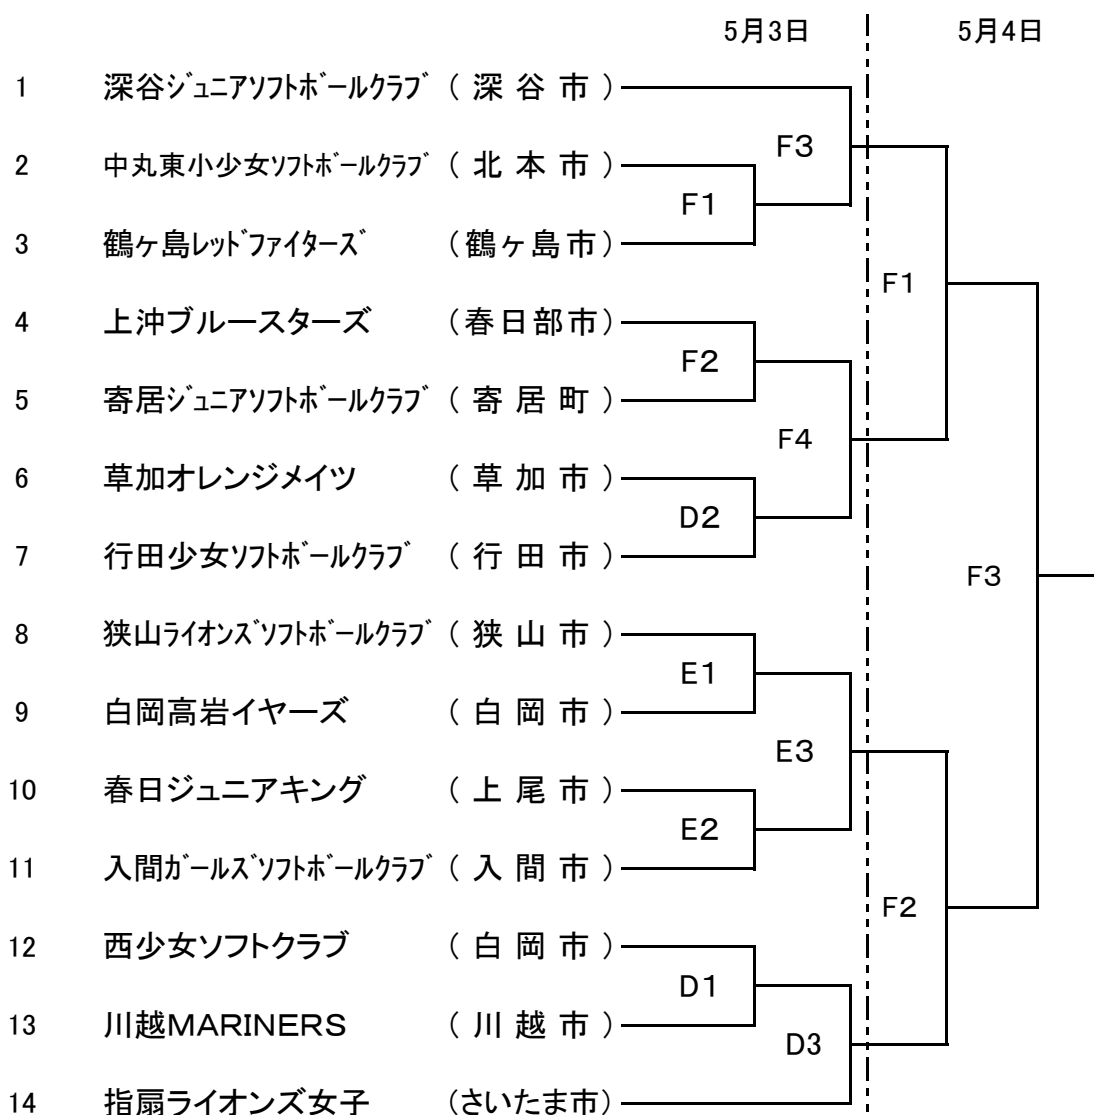 5月3日 5月4日
1 深谷ｼﾞｭﾆｱｿﾌﾄﾎﾞｰﾙｸﾗﾌﾞ ( 深 谷 市 )
F3
2 中丸東小少女ｿﾌﾄﾎﾞｰﾙｸﾗﾌﾞ ( 北 本 市 )
F1
3 鶴ヶ島ﾚｯﾄﾞﾌｧｲﾀｰｽﾞ (鶴ヶ島市)
F1
4 上沖ブルースターズ (春日部市)
F2
5 寄居ｼﾞｭﾆｱｿﾌﾄﾎﾞｰﾙｸﾗﾌﾞ ( 寄 居 町 )
F4
6 草加オレンジメイツ ( 草 加 市 )
D2
7 行田少女ｿﾌﾄﾎﾞｰﾙｸﾗﾌﾞ ( 行 田 市 )
F3
8 狭山ﾗｲｵﾝｽﾞｿﾌﾄﾎﾞｰﾙｸﾗﾌﾞ ( 狭 山 市 )
E1
9 白岡高岩イヤーズ ( 白 岡 市 )
E3
10 春日ジュニアキング ( 上 尾 市 )
E2
11 入間ｶﾞｰﾙｽﾞｿﾌﾄﾎﾞｰﾙｸﾗﾌﾞ ( 入 間 市 )
F2
12 西少女ソフトクラブ ( 白 岡 市 )
D1
13 川越MARINERS ( 川 越 市 )
D3
14 指扇ライオンズ女子 (さいたま市)